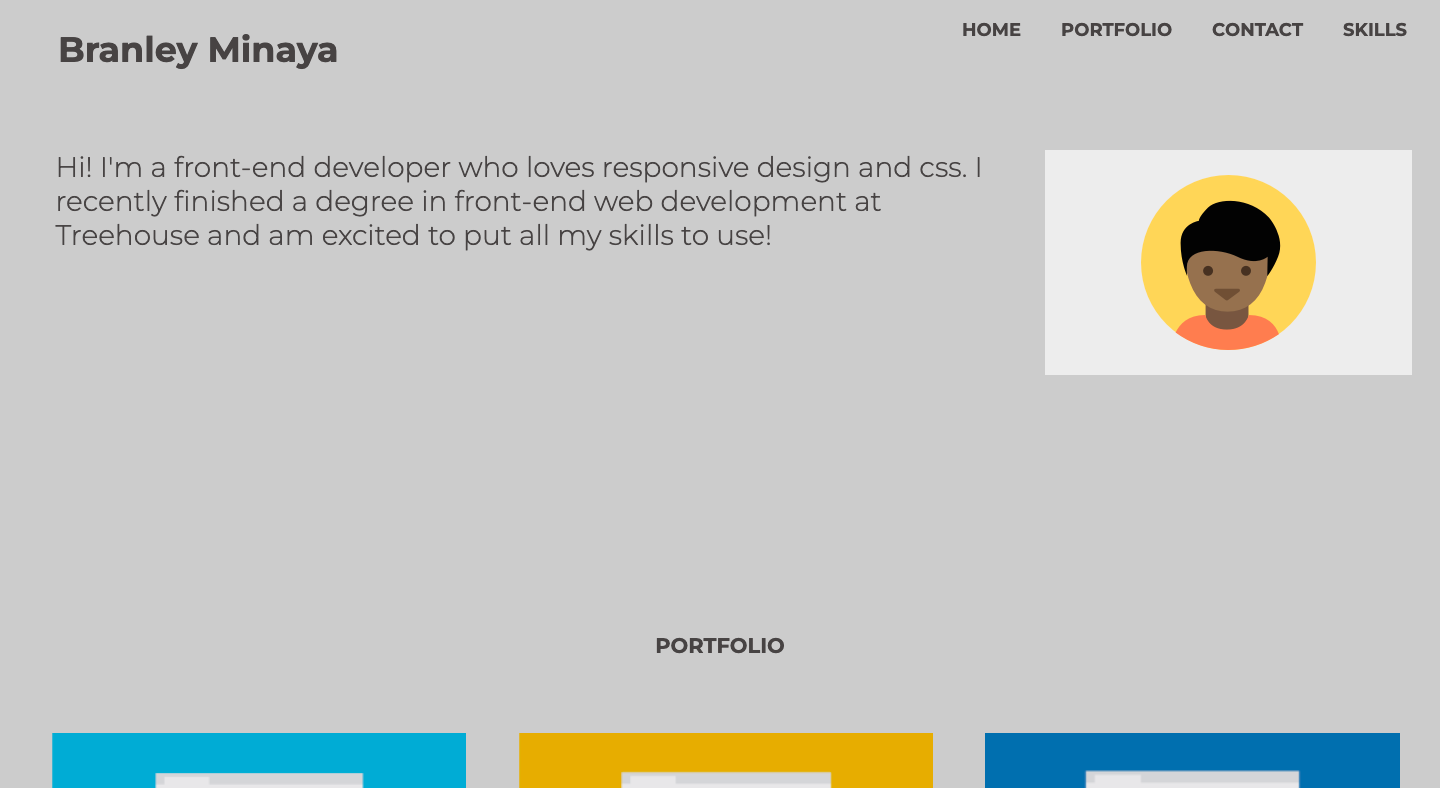 Branley Minaya
HOME PORTFOLIO CONTACT SKILLS
Hi! I'm a front-end developer who loves responsive design and css. I
recently finished a degree in front-end web development at
Treehouse and am excited to put all my skills to use!
PORTFOLIO